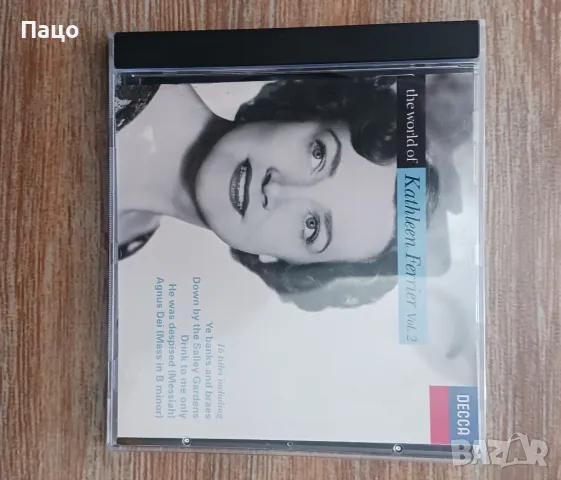 Пацо
the world of
Kathleen Ferrier Vol. 2
16 titles including
Ye banks and braes
Down by the Salley Gardens
Drink to me only
He was despised (Messiah)
Agnus Dei (Mass in B minor)
DECCA
BAZAR